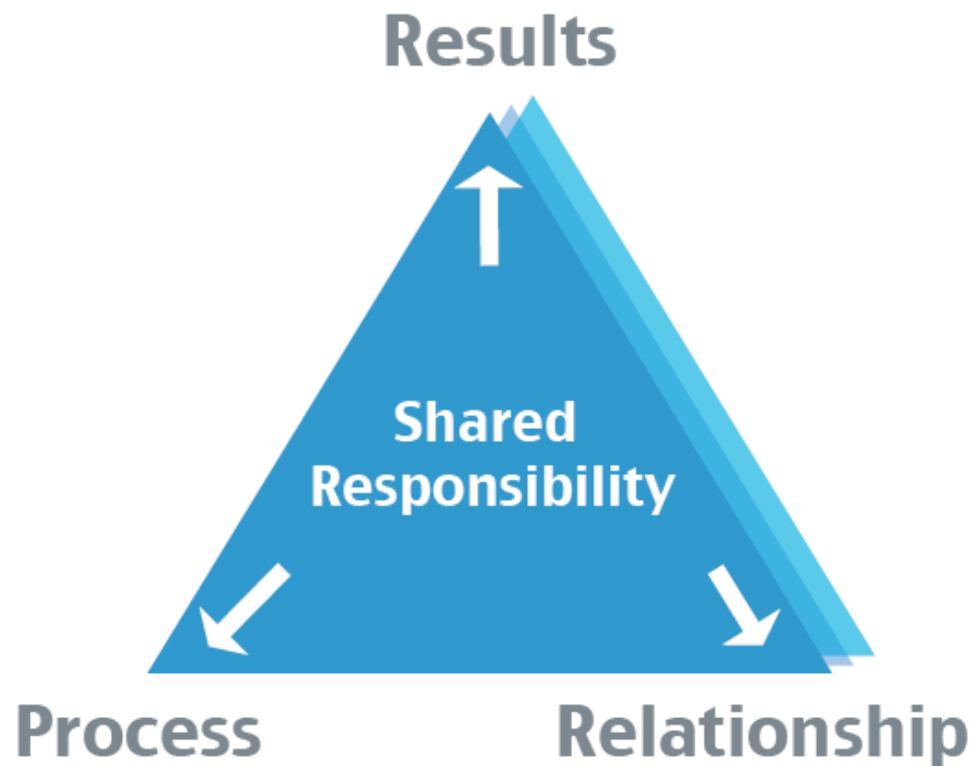 Results
Shared
Responsibility
Process
Relationship